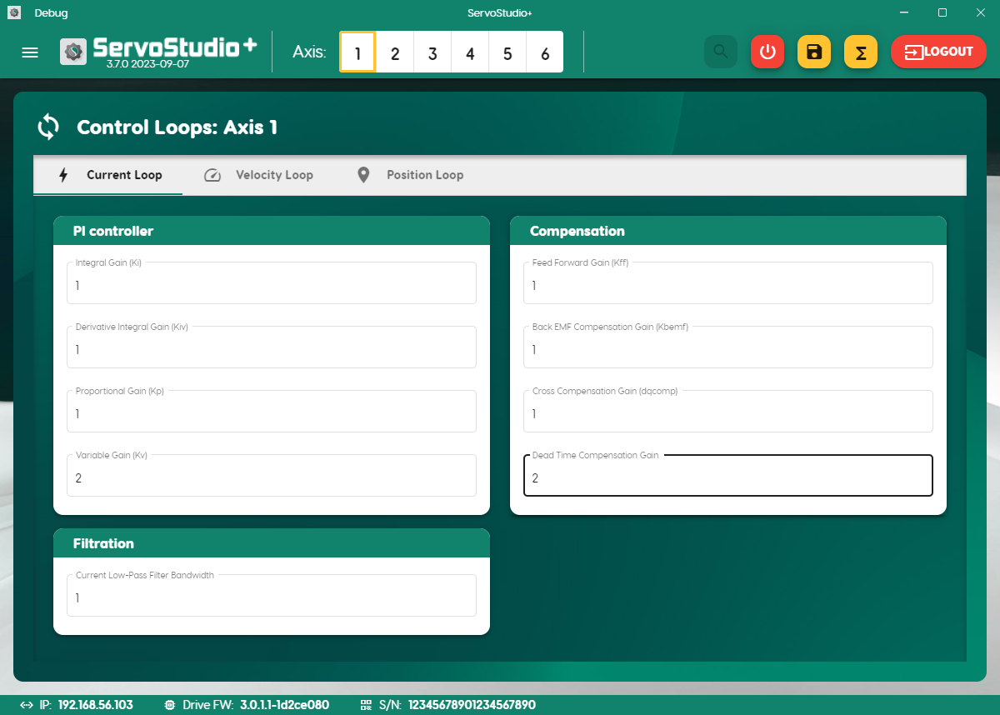 Debug
ServoStudio+
ServoStudio+
3.7.0 2023-09-07
Axis: 1 2 3 4 5 6
Σ
LOGOUT
Control Loops: Axis 1
Current Loop Velocity Loop Position Loop
PI controller
Integral Gain (Ki)
1
Derivative Integral Gain (Kiv)
1
Proportional Gain (Kp)
1
Variable Gain (Kv)
2
Compensation
Feed Forward Gain (Kff)
1
Back EMF Compensation Gain (Kbemf)
1
Cross Compensation Gain (dqcomp)
1
Dead Time Compensation Gain
2
Filtration
Current Low-Pass Filter Bandwidth
1
IP: 192.168.56.103 Drive FW: 3.0.1.1-1d2ce080 S/N: 12345678901234567890